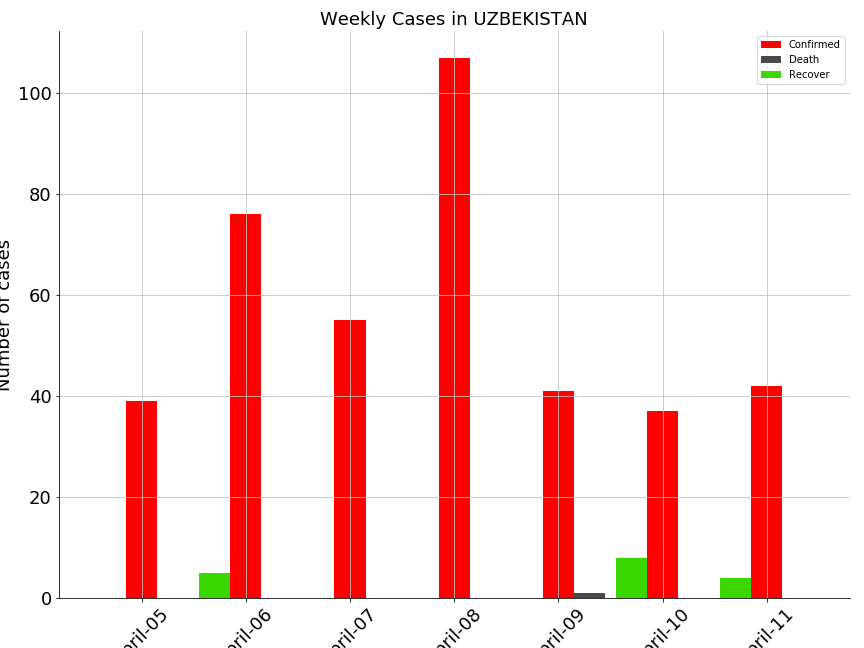 Weekly Cases in UZBEKISTAN
Confirmed
Death
Recover
Number of cases
100
80
60
40
20
0
pril-05
pril-06
pril-07
pril-08
pril-09
pril-10
pril-11